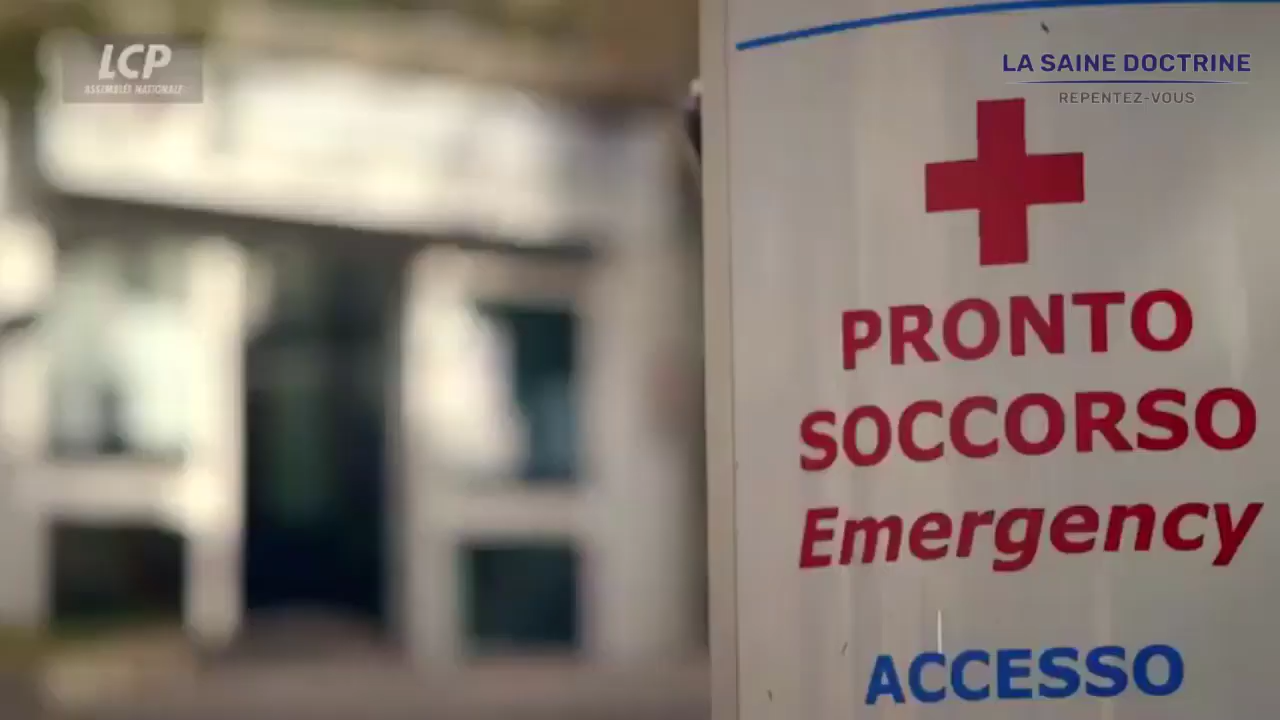 LCP
ASSEMBLÉE NATIONALE
LA SAINE DOCTRINE
REPENTEZ-VOUS
PRONTO
SOCCORSO
Emergency
ACCESSO